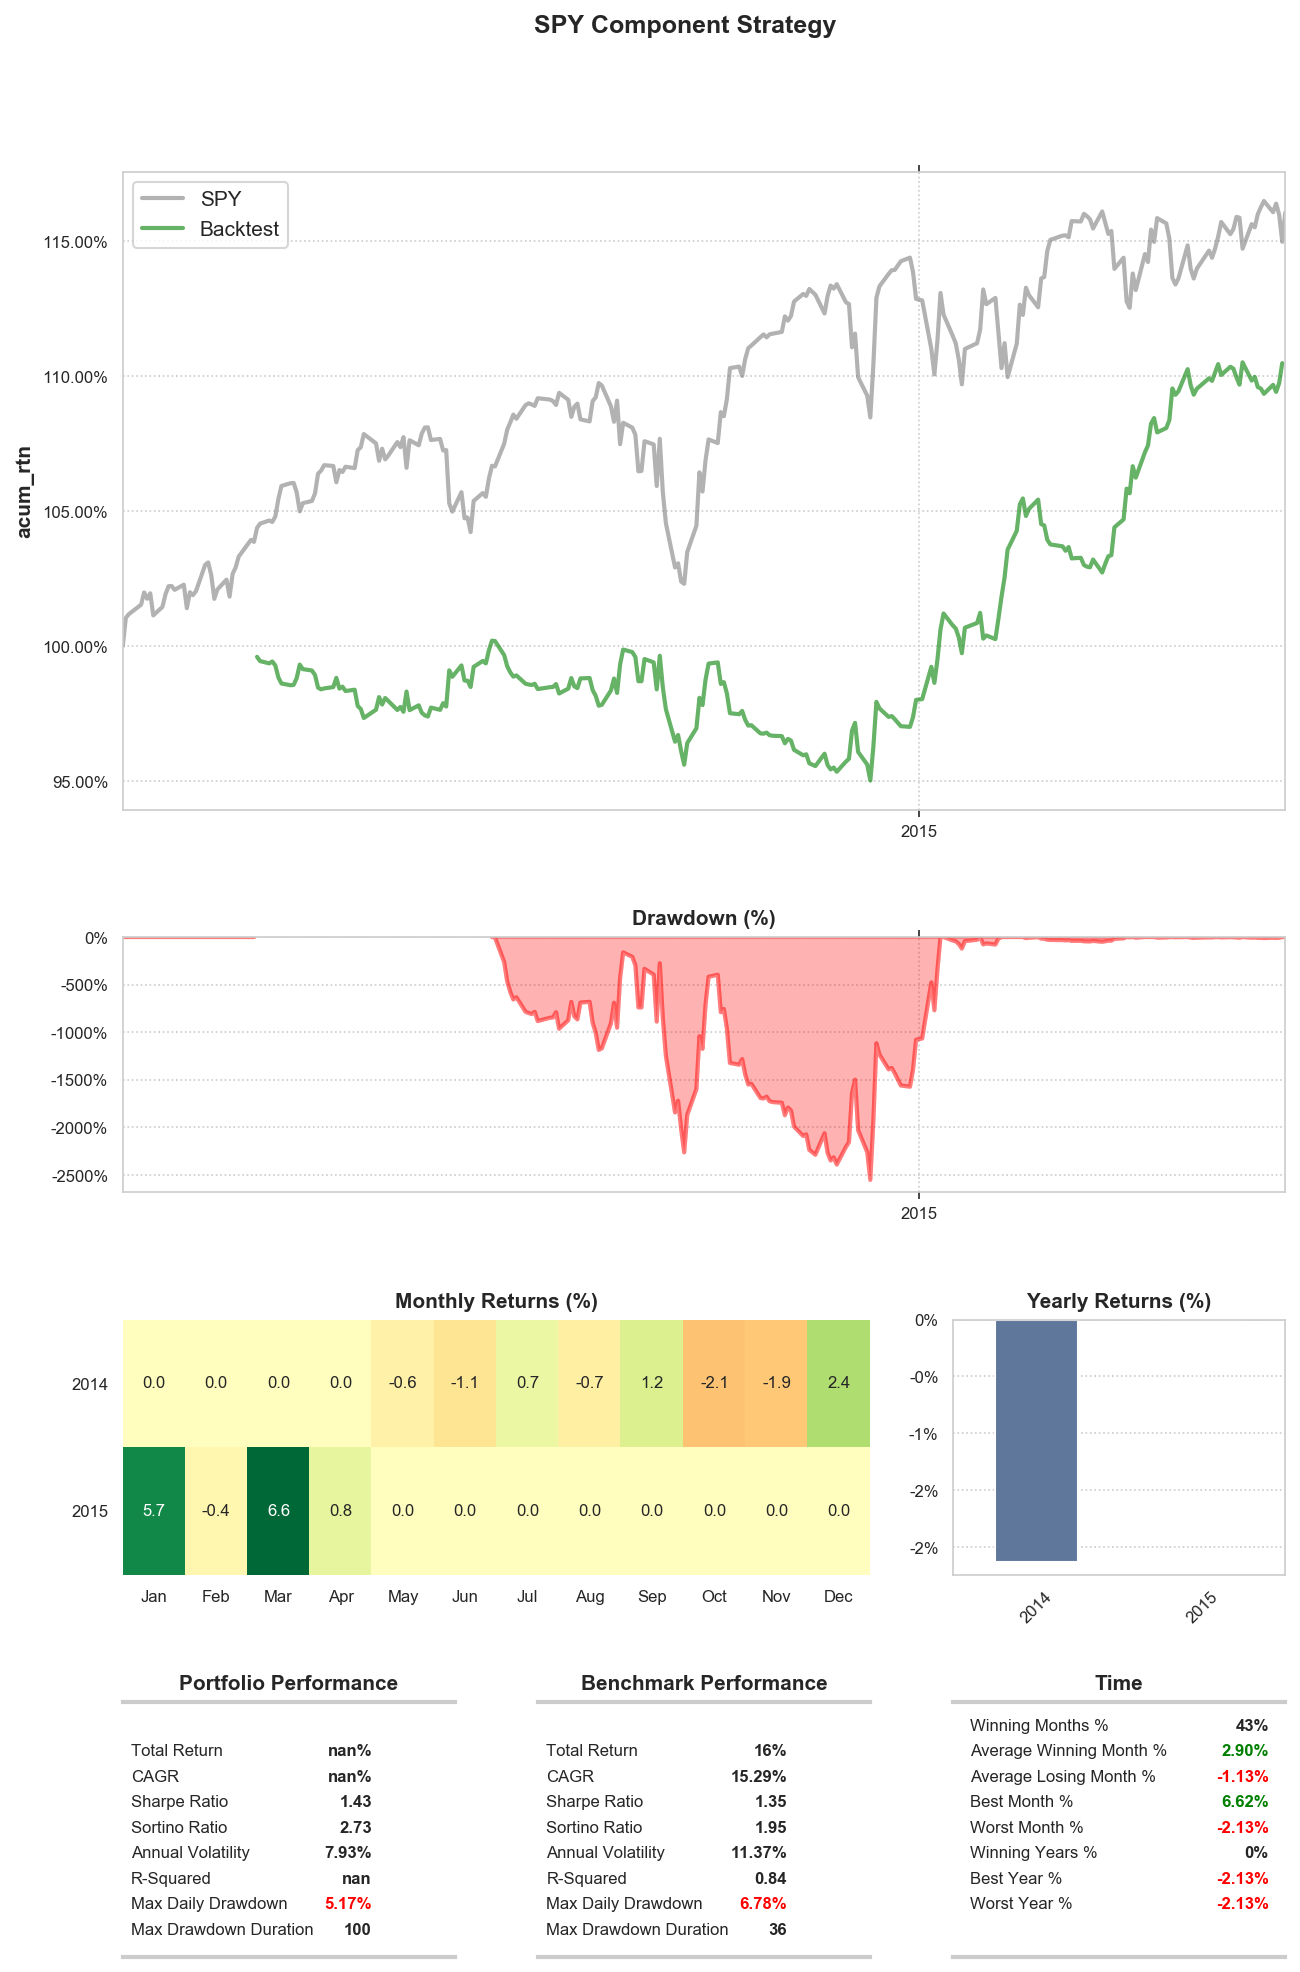 SPY Component Strategy
SPY
Backtest
acum_rtn
115.00%
110.00%
105.00%
100.00%
95.00%
2015
Drawdown (%)
0%
-500%
-1000%
-1500%
-2000%
-2500%
2015
Monthly Returns (%)
2014 0.0 0.0 0.0 0.0 -0.6 -1.1 0.7 -0.7 1.2 -2.1 -1.9 2.4
2015 5.7 -0.4 6.6 0.8 0.0 0.0 0.0 0.0 0.0 0.0 0.0 0.0
Jan Feb Mar Apr May Jun Jul Aug Sep Oct Nov Dec
Yearly Returns (%)
0%
-0%
-1%
-2%
-2%
2014 2015
Portfolio Performance
Total Return nan%
CAGR nan%
Sharpe Ratio 1.43
Sortino Ratio 2.73
Annual Volatility 7.93%
R-Squared nan
Max Daily Drawdown 5.17%
Max Drawdown Duration 100
Benchmark Performance
Total Return 16%
CAGR 15.29%
Sharpe Ratio 1.35
Sortino Ratio 1.95
Annual Volatility 11.37%
R-Squared 0.84
Max Daily Drawdown 6.78%
Max Drawdown Duration 36
Time
Winning Months % 43%
Average Winning Month % 2.90%
Average Losing Month % -1.13%
Best Month % 6.62%
Worst Month % -2.13%
Winning Years % 0%
Best Year % -2.13%
Worst Year % -2.13%